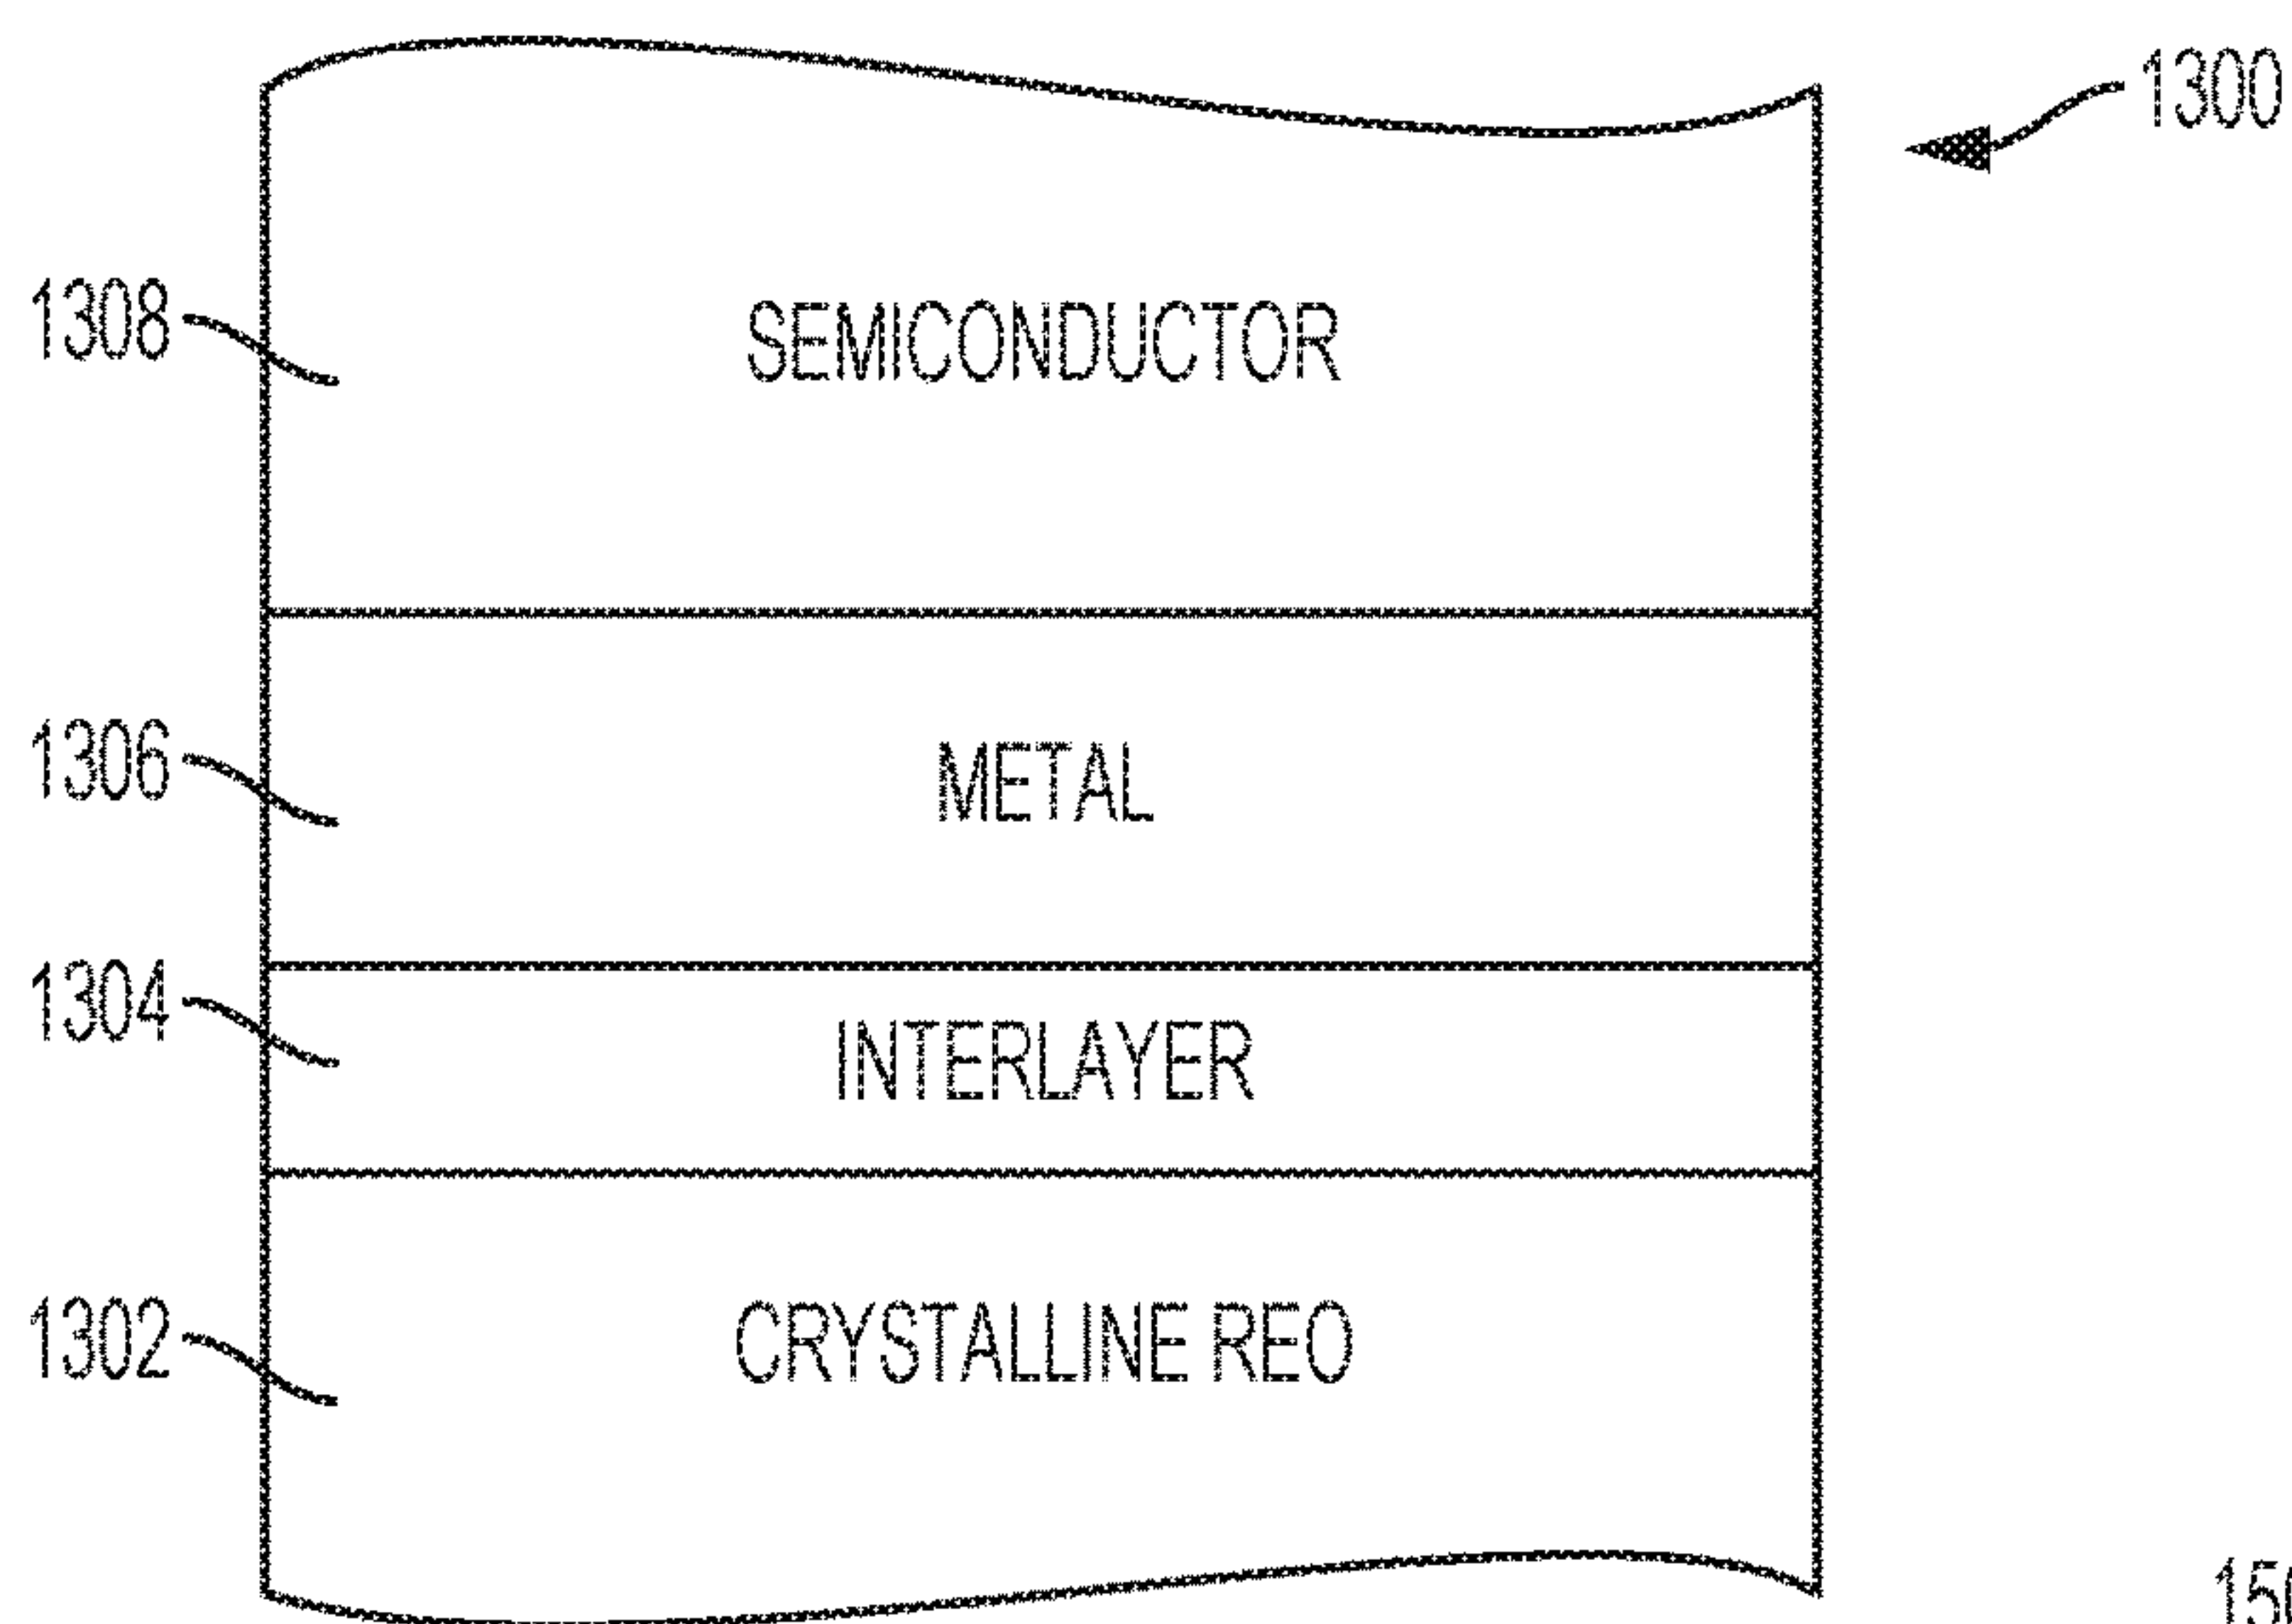 1300
1308
SEMICONDUCTOR
1306
METAL
1304
INTERLAYER
1302
CRYSTALLINE REO